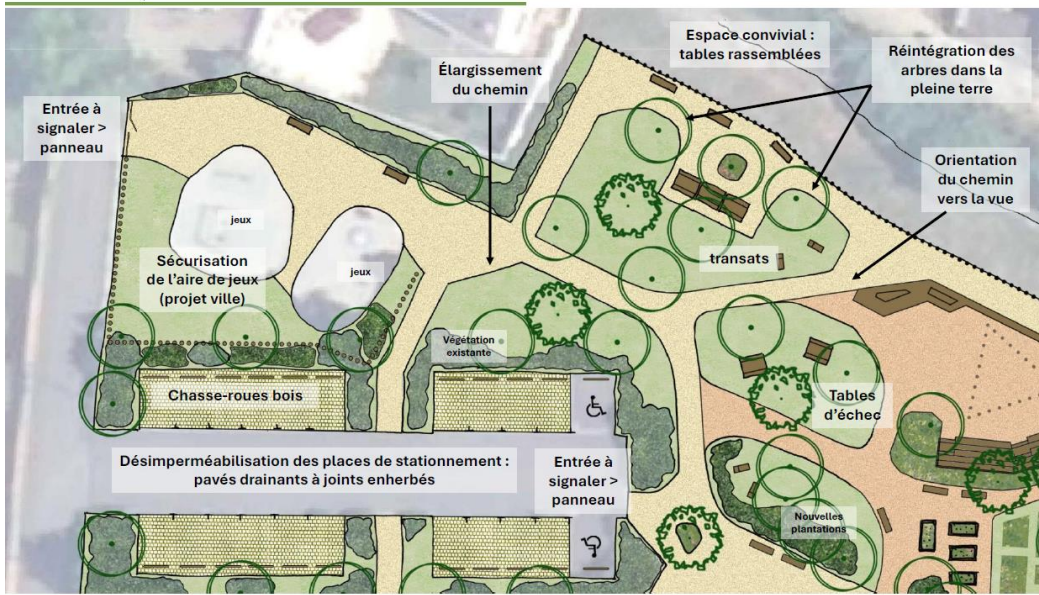 Espace convivial :
tables rassemblées
Réintégration des
arbres dans la
pleine terre
Élargissement
du chemin
Entrée à
signaler >
panneau
Orientation
du chemin
vers la vue
jeux
jeux
Sécurisation
de l'aire de jeux
(projet ville)
transats
Végétation
existante
Chasse-roues bois
Tables
d'échec
Désimperméabilisation des places de stationnement :
pavés drainants à joints enherbés
Entrée à
signaler >
panneau
Nouvelles
plantations